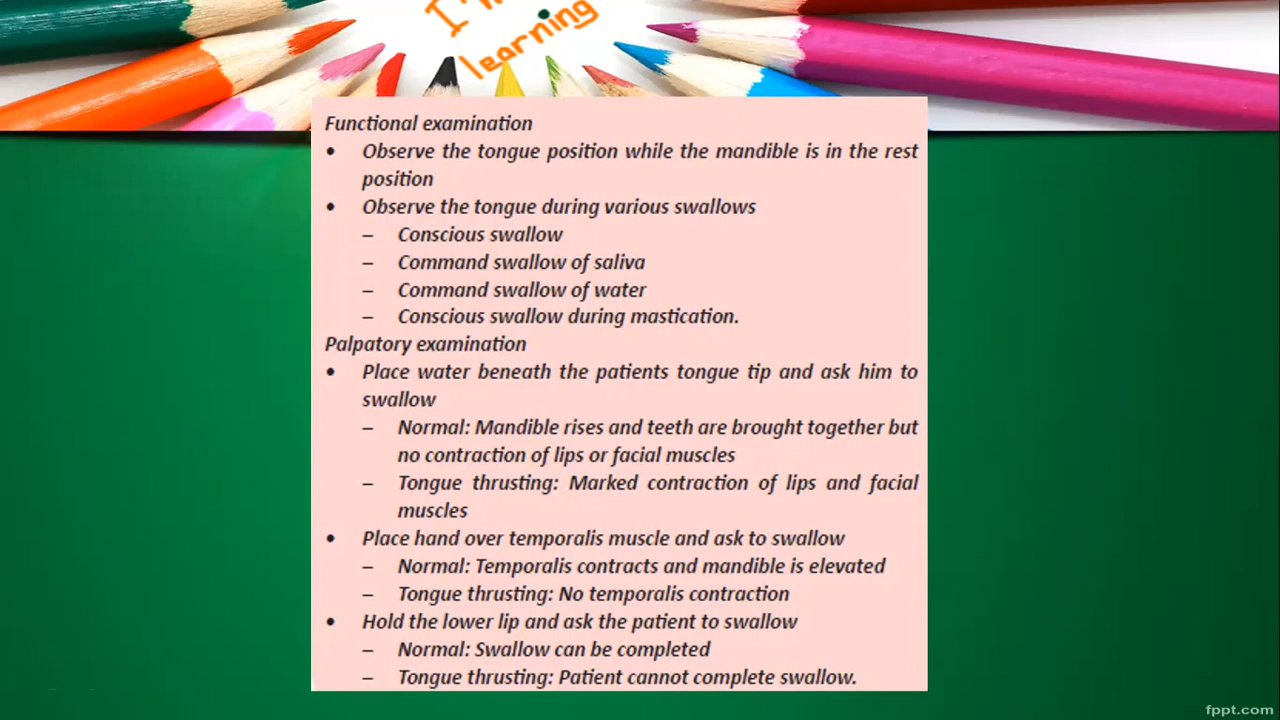 I'm
learning
Functional examination
• Observe the tongue position while the mandible is in the rest
position
• Observe the tongue during various swallows
– Conscious swallow
– Command swallow of saliva
– Command swallow of water
– Conscious swallow during mastication.
Palpatory examination
• Place water beneath the patients tongue tip and ask him to
swallow
– Normal: Mandible rises and teeth are brought together but
no contraction of lips or facial muscles
– Tongue thrusting: Marked contraction of lips and facial
muscles
• Place hand over temporalis muscle and ask to swallow
– Normal: Temporalis contracts and mandible is elevated
– Tongue thrusting: No temporalis contraction
• Hold the lower lip and ask the patient to swallow
– Normal: Swallow can be completed
– Tongue thrusting: Patient cannot complete swallow.
fppt.com